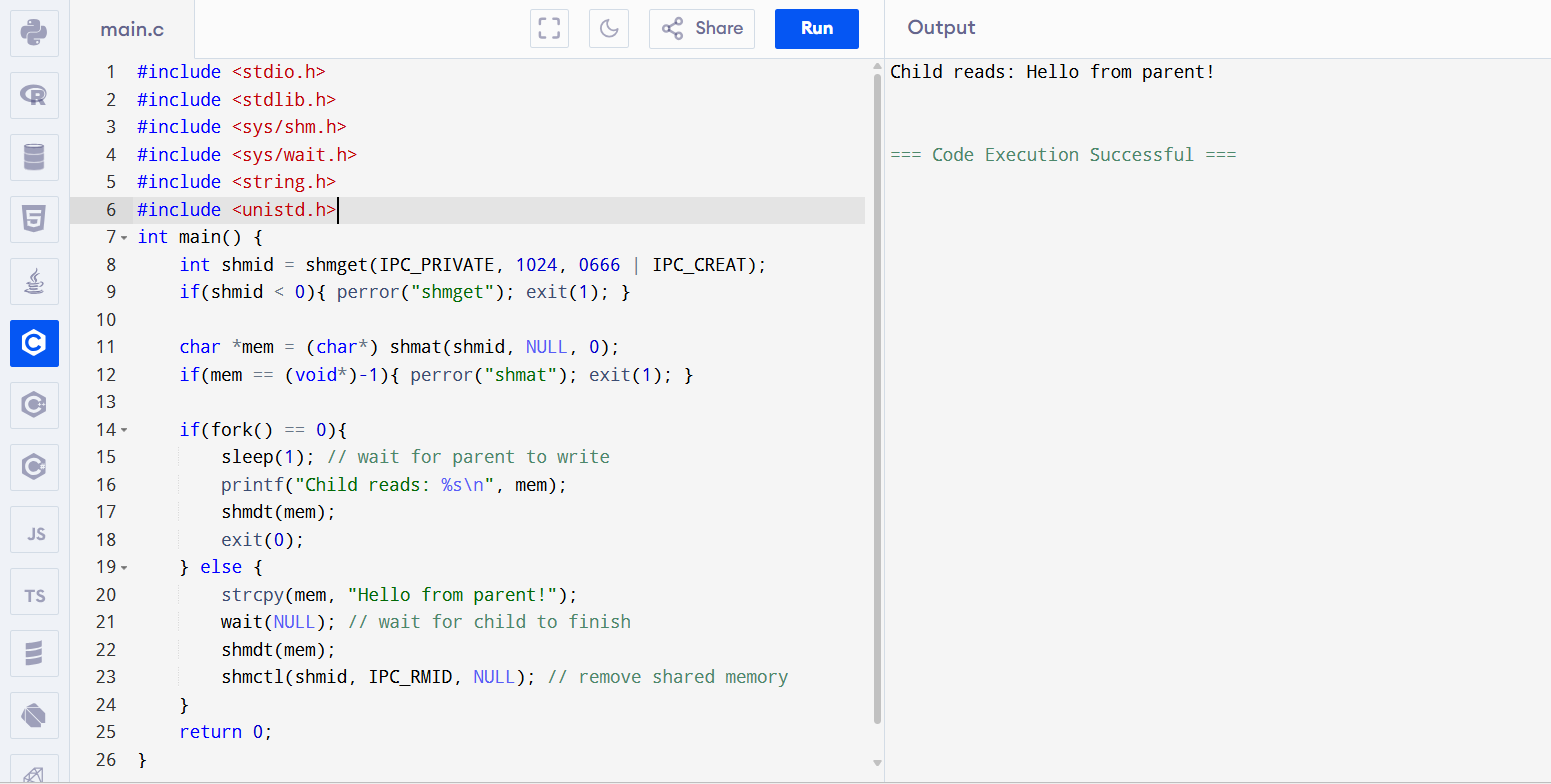 main.c
Share
Run
Output
1 #include <stdio.h>
2 #include <stdlib.h>
3 #include <sys/shm.h>
4 #include <sys/wait.h>
5 #include <string.h>
6 #include <unistd.h>
7 int main() {
8     int shmid = shmget(IPC_PRIVATE, 1024, 0666 | IPC_CREAT);
9     if(shmid < 0){ perror("shmget"); exit(1); }
10
11     char *mem = (char*) shmat(shmid, NULL, 0);
12     if(mem == (void*)-1){ perror("shmat"); exit(1); }
13
14     if(fork() == 0){
15         sleep(1); // wait for parent to write
16         printf("Child reads: %s\n", mem);
17         shmdt(mem);
18         exit(0);
19     } else {
20         strcpy(mem, "Hello from parent!");
21         wait(NULL); // wait for child to finish
22         shmdt(mem);
23         shmctl(shmid, IPC_RMID, NULL); // remove shared memory
24     }
25     return 0;
26 }
Child reads: Hello from parent!
=== Code Execution Successful ===
R
5
C
C+
C#
JS
TS